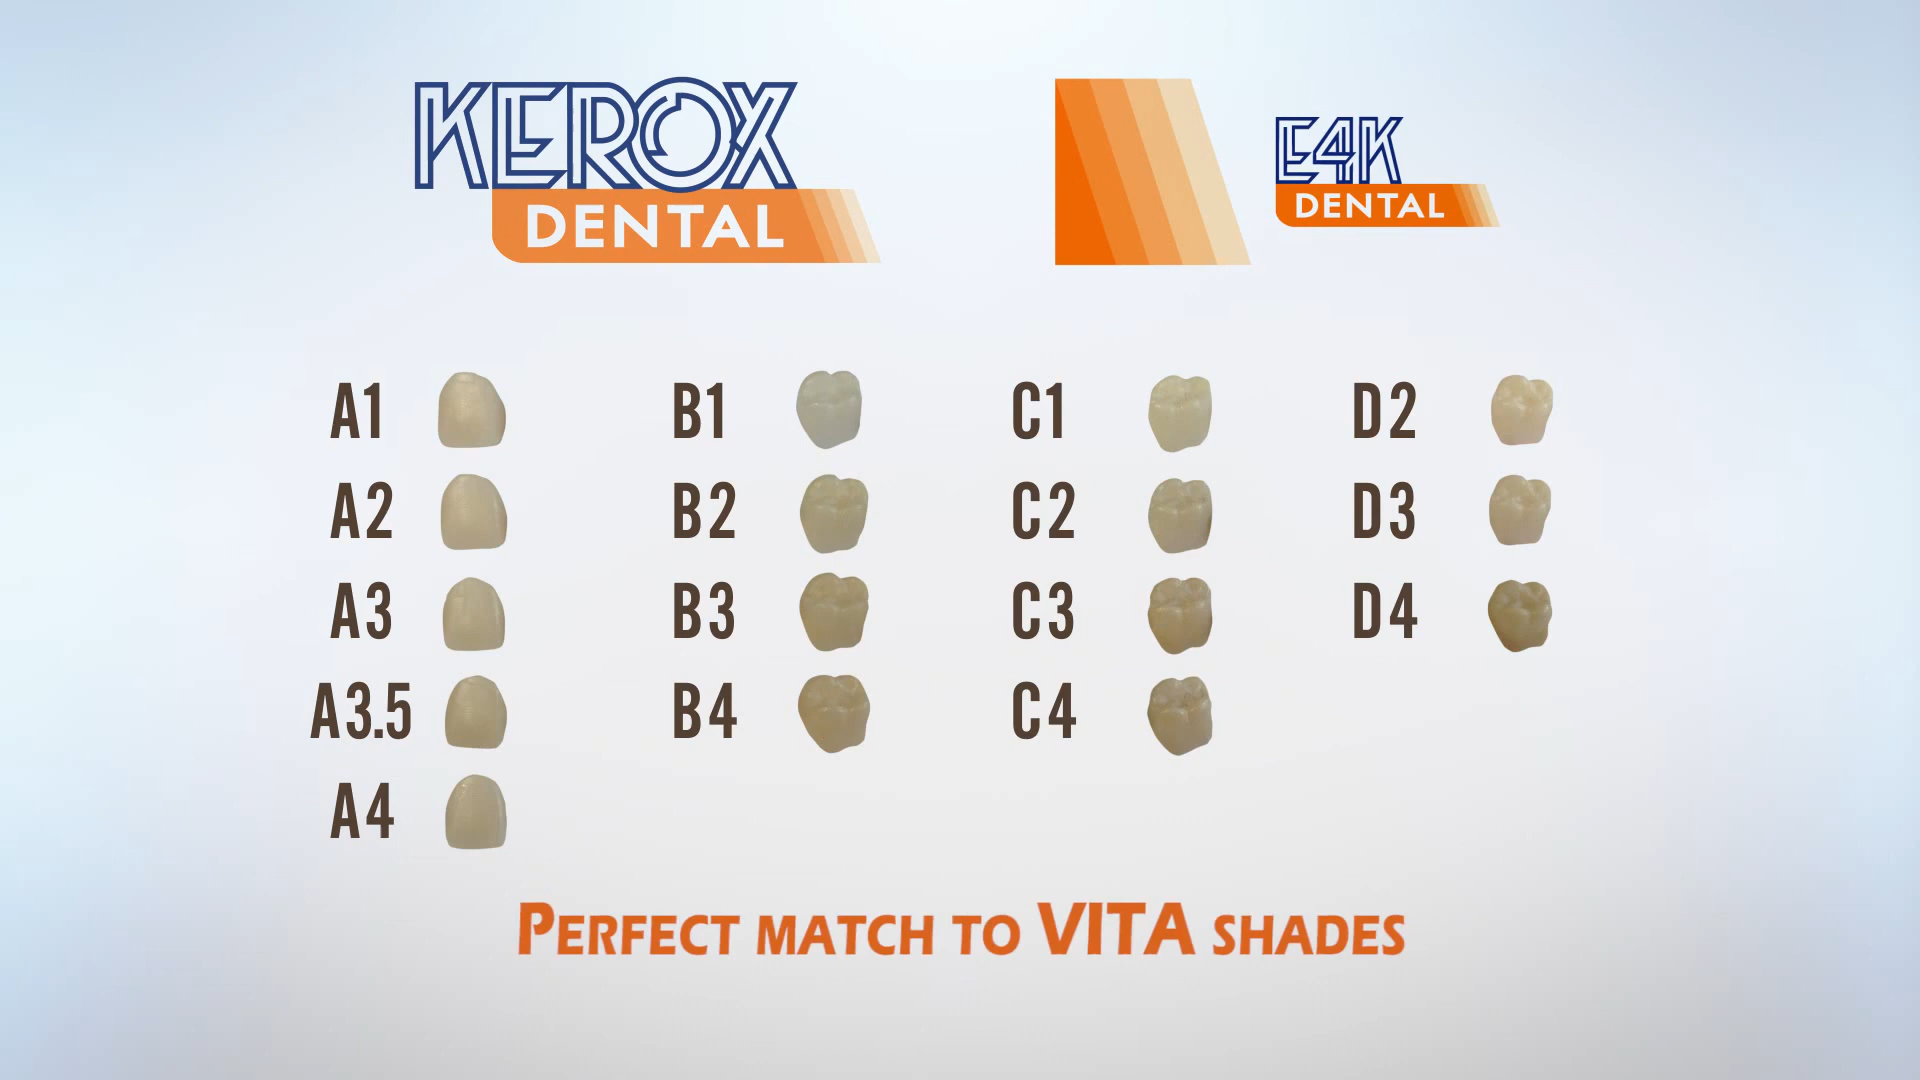 KEROX
DENTAL
E4K
DENTAL
A1 B1 C1 D2
A2 B2 C2 D3
A3 B3 C3 D4
A3.5 B4 C4
A4
PERFECT MATCH TO VITA SHADES